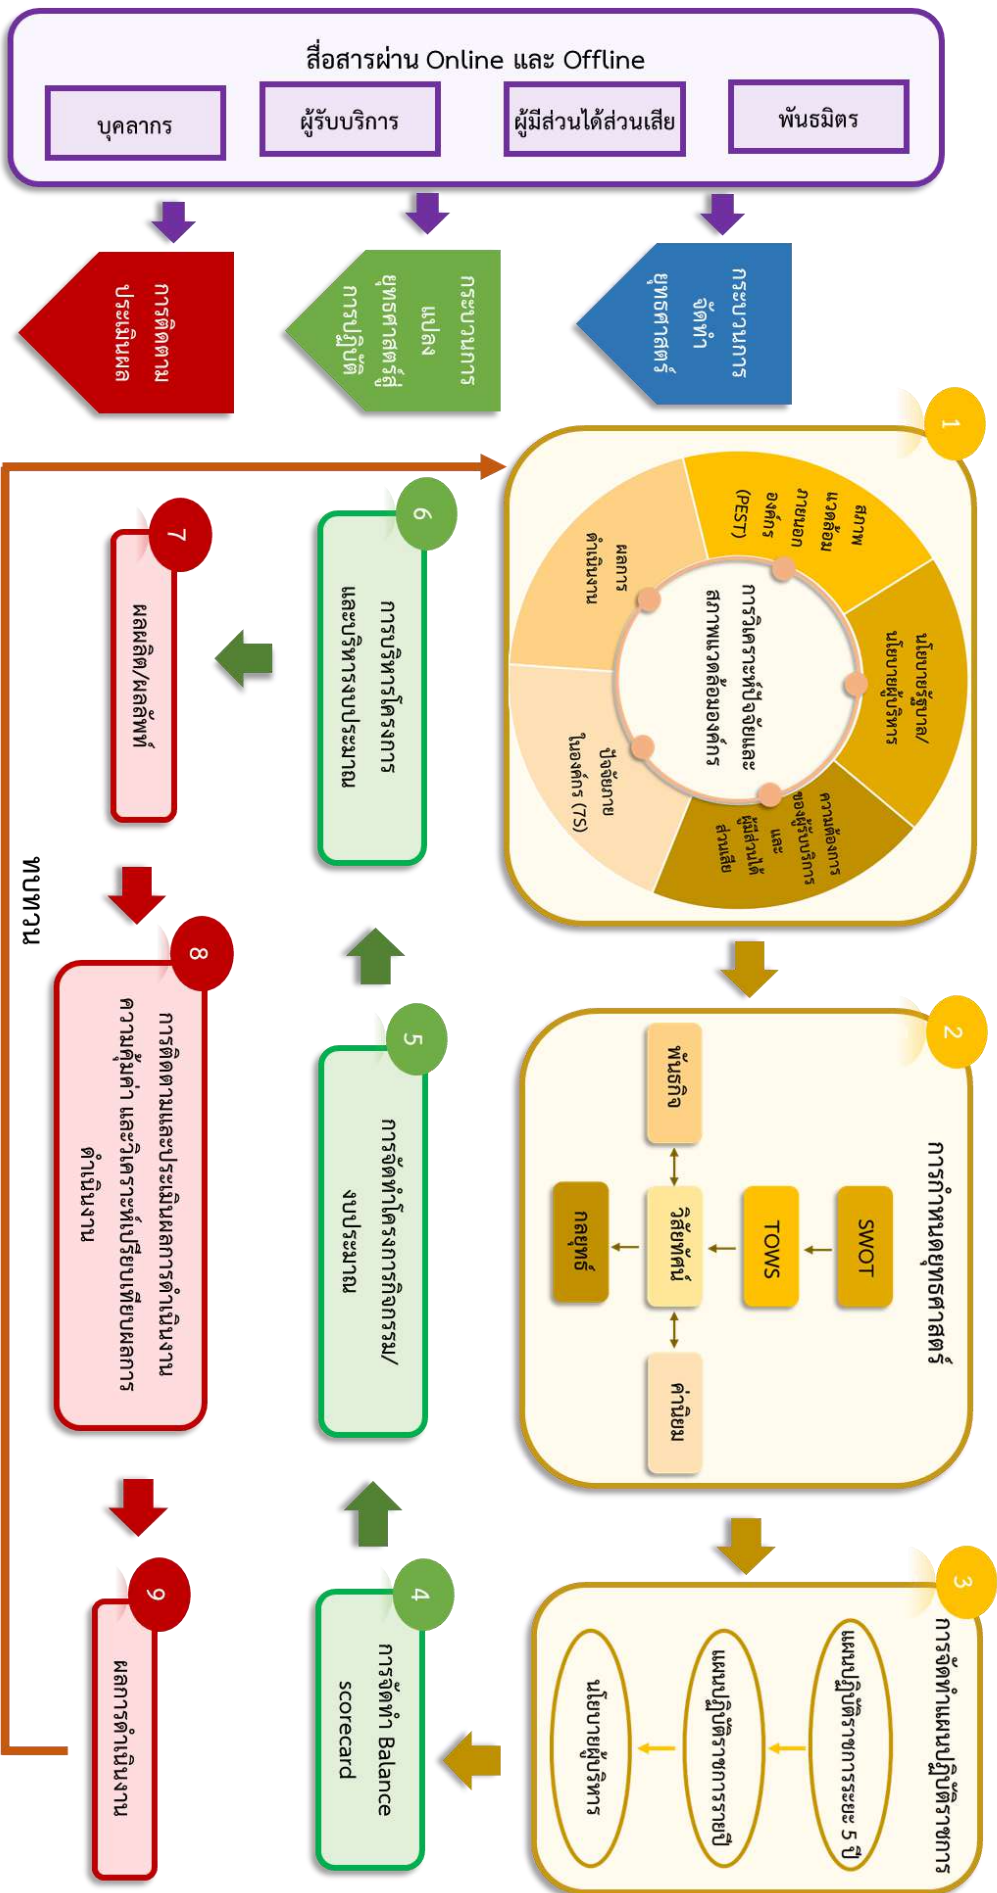 สื่อสารผ่าน Online และ Offline
บุคลากร
ผู้รับบริการ
ผู้มีส่วนได้ส่วนเสีย
พันธมิตร
กระบวนการ
จัดทำ
ยุทธศาสตร์
1
สภาพ
แวดล้อม
ภายนอก
องค์กร
(PEST)
นโยบายรัฐบาล/
นโยบายผู้บริหาร
ความต้องการ
ของผู้รับบริการ
และ
ผู้มีส่วนได้
ส่วนเสีย
ปัจจัยภาย
ในองค์กร (7S)
ผลการ
ดำเนินงาน
การวิเคราะห์ปัจจัยและ
สภาพแวดล้อมองค์กร
2
การกำหนดยุทธศาสตร์
SWOT
TOWS
พันธกิจ
วิสัยทัศน์
ค่านิยม
กลยุทธ์
3
การจัดทำแผนปฏิบัติราชการ
แผนปฏิบัติราชการระยะ 5 ปี
แผนปฏิบัติราชการรายปี
นโยบายผู้บริหาร
กระบวนการ
แปลง
ยุทธศาสตร์สู่
การปฏิบัติ
4
การจัดทำ Balance
scorecard
5
การจัดทำโครงการกิจกรรม/
งบประมาณ
6
การบริหารโครงการ
และบริหารงบประมาณ
การติดตาม
ประเมินผล
7
ผลผลิต/ผลลัพท์
8
การติดตามและประเมินผลการดำเนินงาน
ความคุ้มค่า และวิเคราะห์เปรียบเทียบผลการ
ดำเนินงาน
9
ผลการดำเนินงาน
ทบทวน